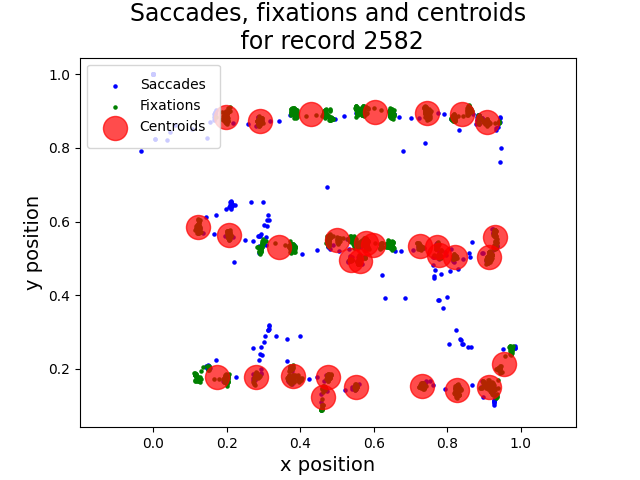 Saccades, fixations and centroids
for record 2582
Saccades
Fixations
Centroids
1.0
0.8
0.6
0.4
0.2
y position
0.0
0.2
0.4
0.6
0.8
1.0
x position